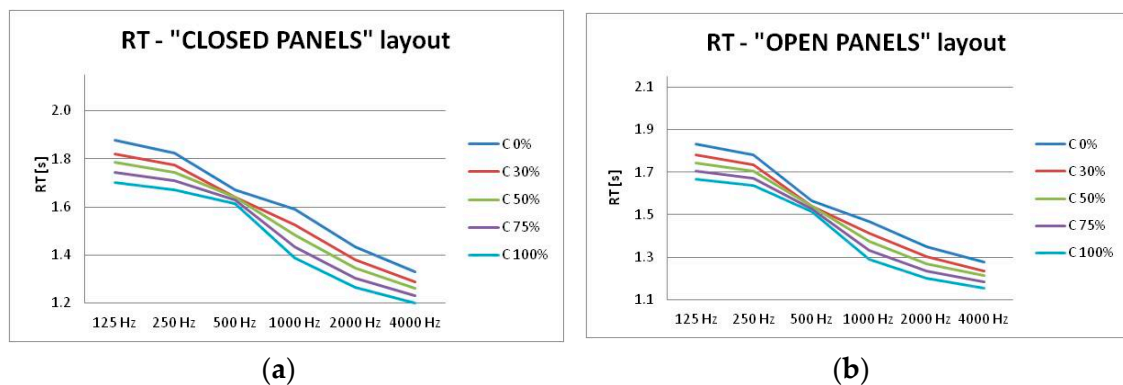 RT - "CLOSED PANELS" layout
RT [s]
2.0
1.8
1.6
1.4
1.2
125 Hz 250 Hz 500 Hz 1000 Hz 2000 Hz 4000 Hz
C 0%
C 30%
C 50%
C 75%
C 100%
(a)
RT - "OPEN PANELS" layout
RT [s]
2.1
1.9
1.7
1.5
1.3
1.1
125 Hz 250 Hz 500 Hz 1000 Hz 2000 Hz 4000 Hz
C 0%
C 30%
C 50%
C 75%
C 100%
(b)